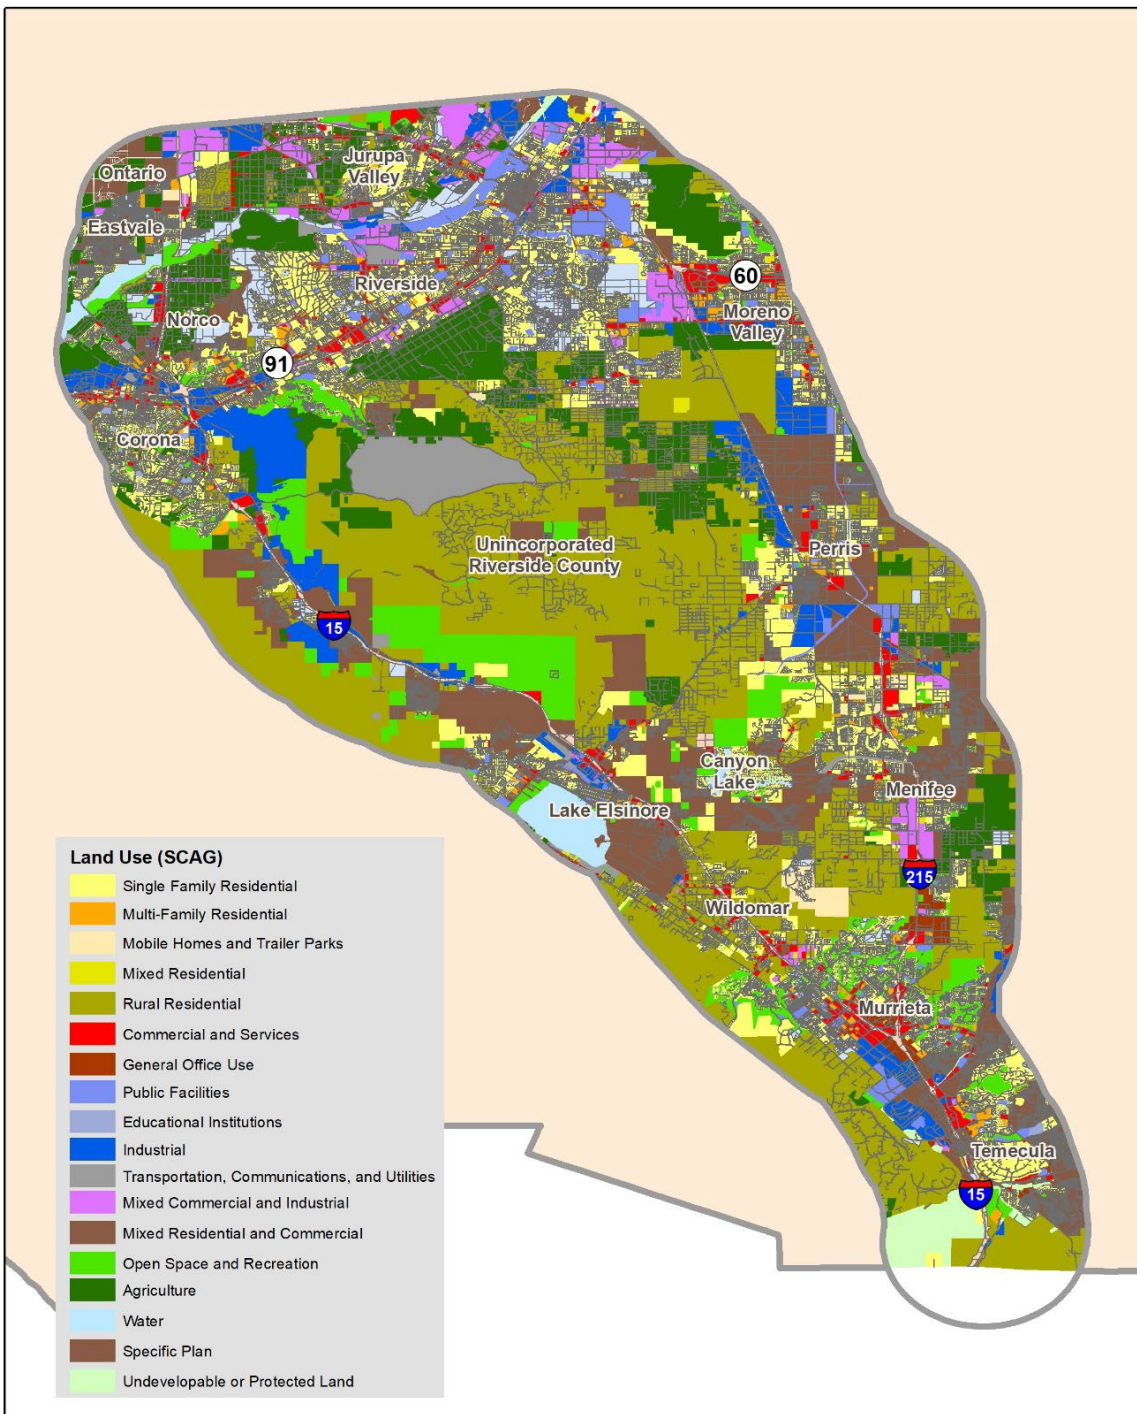 Jurupa
Valley
Ontario
Eastvale
60
Riverside
Norco
Moreno
Valley
91
Corona
Unincorporated
Riverside County
Perris
15
Canyon
Lake
Menifee
Lake Elsinore
215
Wildomar
Murrieta
Temecula
15
Land Use (SCAG)
Single Family Residential
Multi-Family Residential
Mobile Homes and Trailer Parks
Mixed Residential
Rural Residential
Commercial and Services
General Office Use
Public Facilities
Educational Institutions
Industrial
Transportation, Communications, and Utilities
Mixed Commercial and Industrial
Mixed Residential and Commercial
Open Space and Recreation
Agriculture
Water
Specific Plan
Undevelopable or Protected Land